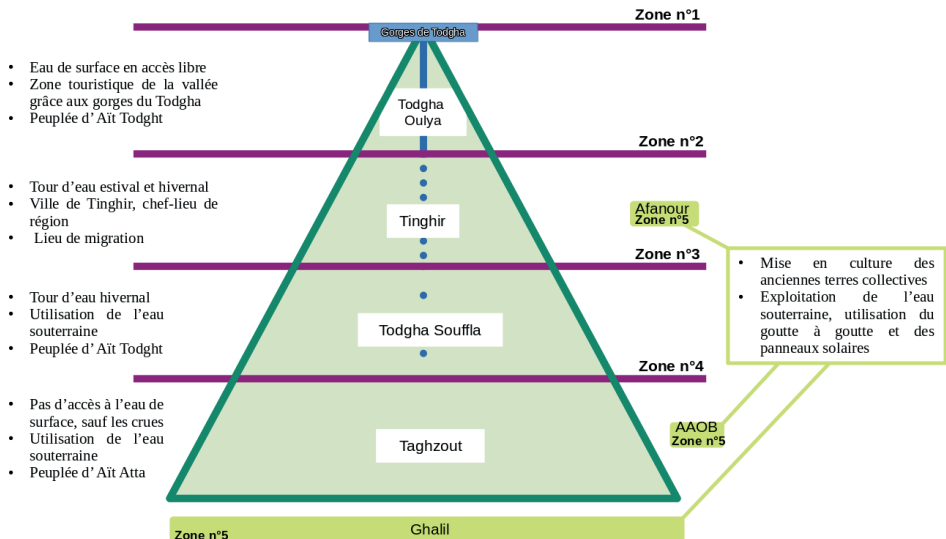 Zone n°1
Gorges de Todgha
• Eau de surface en accès libre
• Zone touristique de la vallée
grâce aux gorges du Todgha
• Peuplée d'Aït Todght
Todgha
Oulya
Zone n°2
• Tour d'eau estival et hivernal
• Ville de Tinghir, chef-lieu de
région
• Lieu de migration
Tinghir
Afanour
Zone n°5
Zone n°3
• Mise en culture des
anciennes terres collectives
• Exploitation de l'eau
souterraine, utilisation du
goutte à goutte et des
panneaux solaires
• Tour d'eau hivernal
• Utilisation de l'eau
souterraine
• Peuplée d'Aït Todght
Todgha Souffla
Zone n°4
• Pas d'accès à l'eau de
surface, sauf les crues
• Utilisation de l'eau
souterraine
• Peuplée d'Aït Atta
Taghzout
AAOB
Zone n°5
Ghalil
Zone n°5